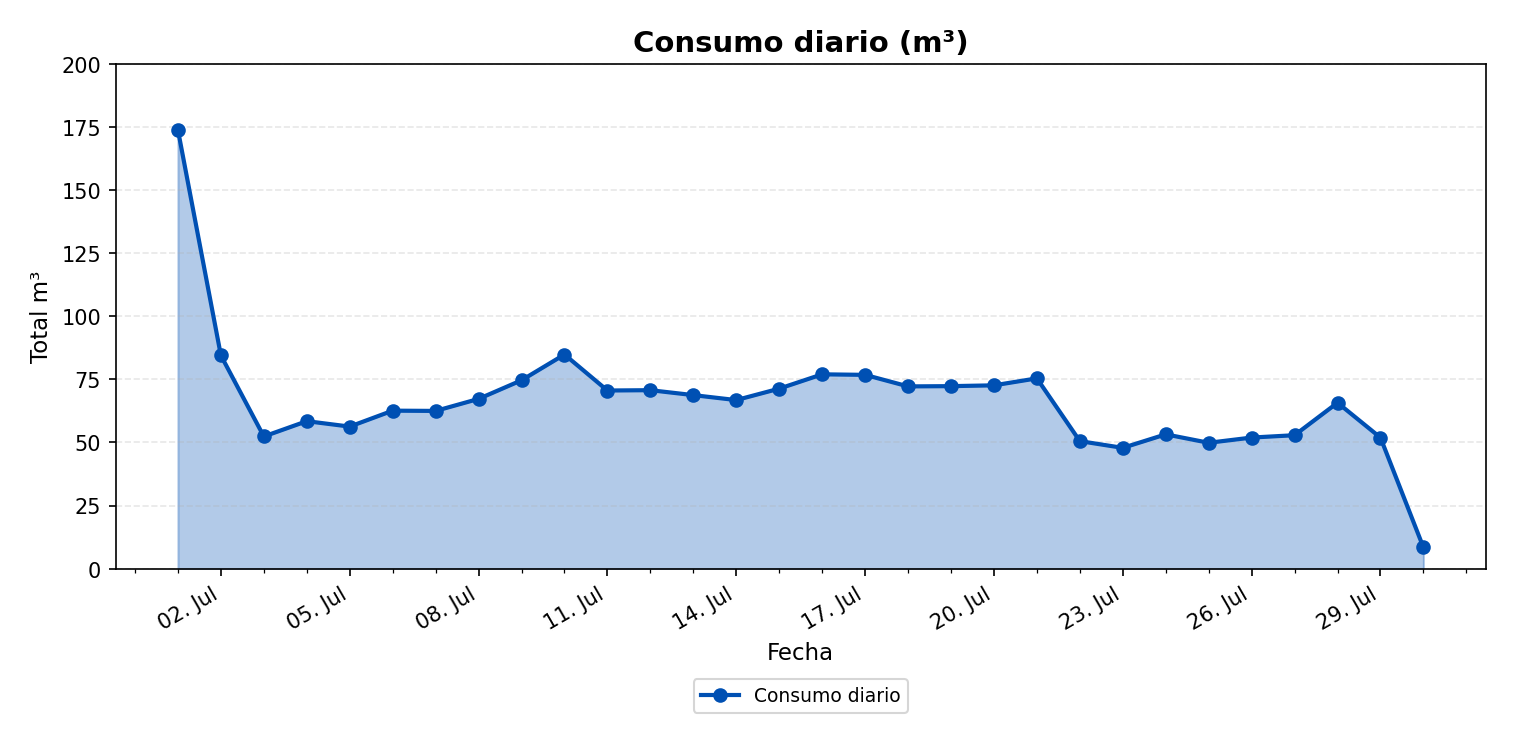 Consumo diario (m³)
Total m³
200
175
150
125
100
75
50
25
0
02. Jul
05. Jul
08. Jul
11. Jul
14. Jul
17. Jul
20. Jul
23. Jul
26. Jul
29. Jul
Fecha
Consumo diario